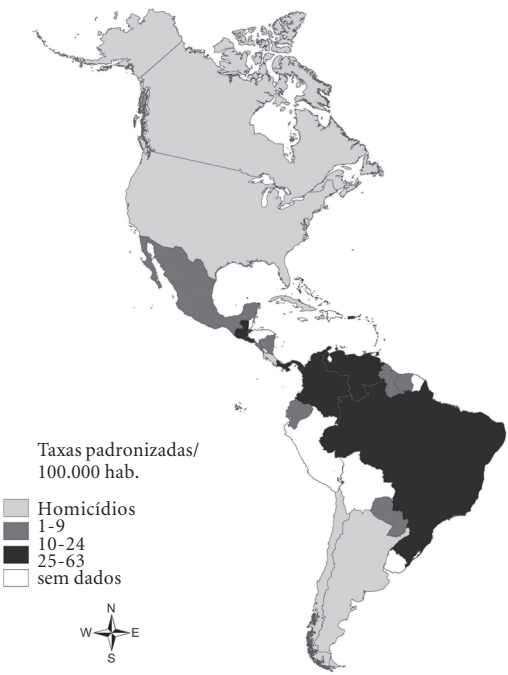 Taxas padronizadas/
100.000 hab.
Homicídios
1-9
10-24
25-63
sem dados
N
W E
S